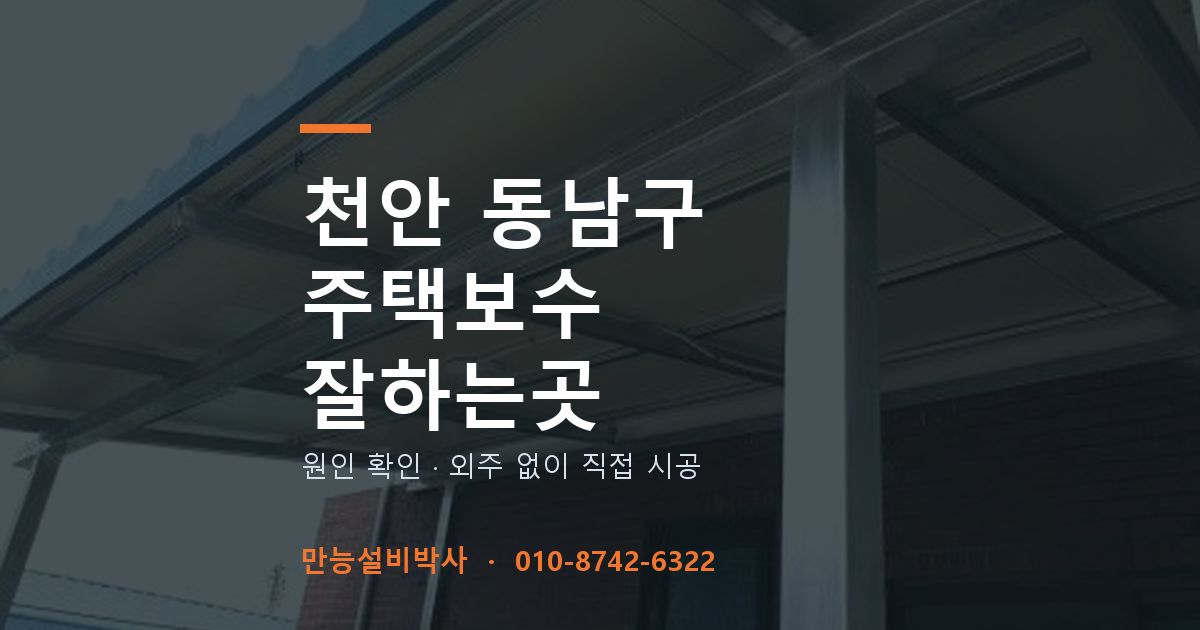 천안 동남구
주택보수
잘하는곳
원인 확인 · 외주 없이 직접 시공
만능설비박사 · 010-8742-6322